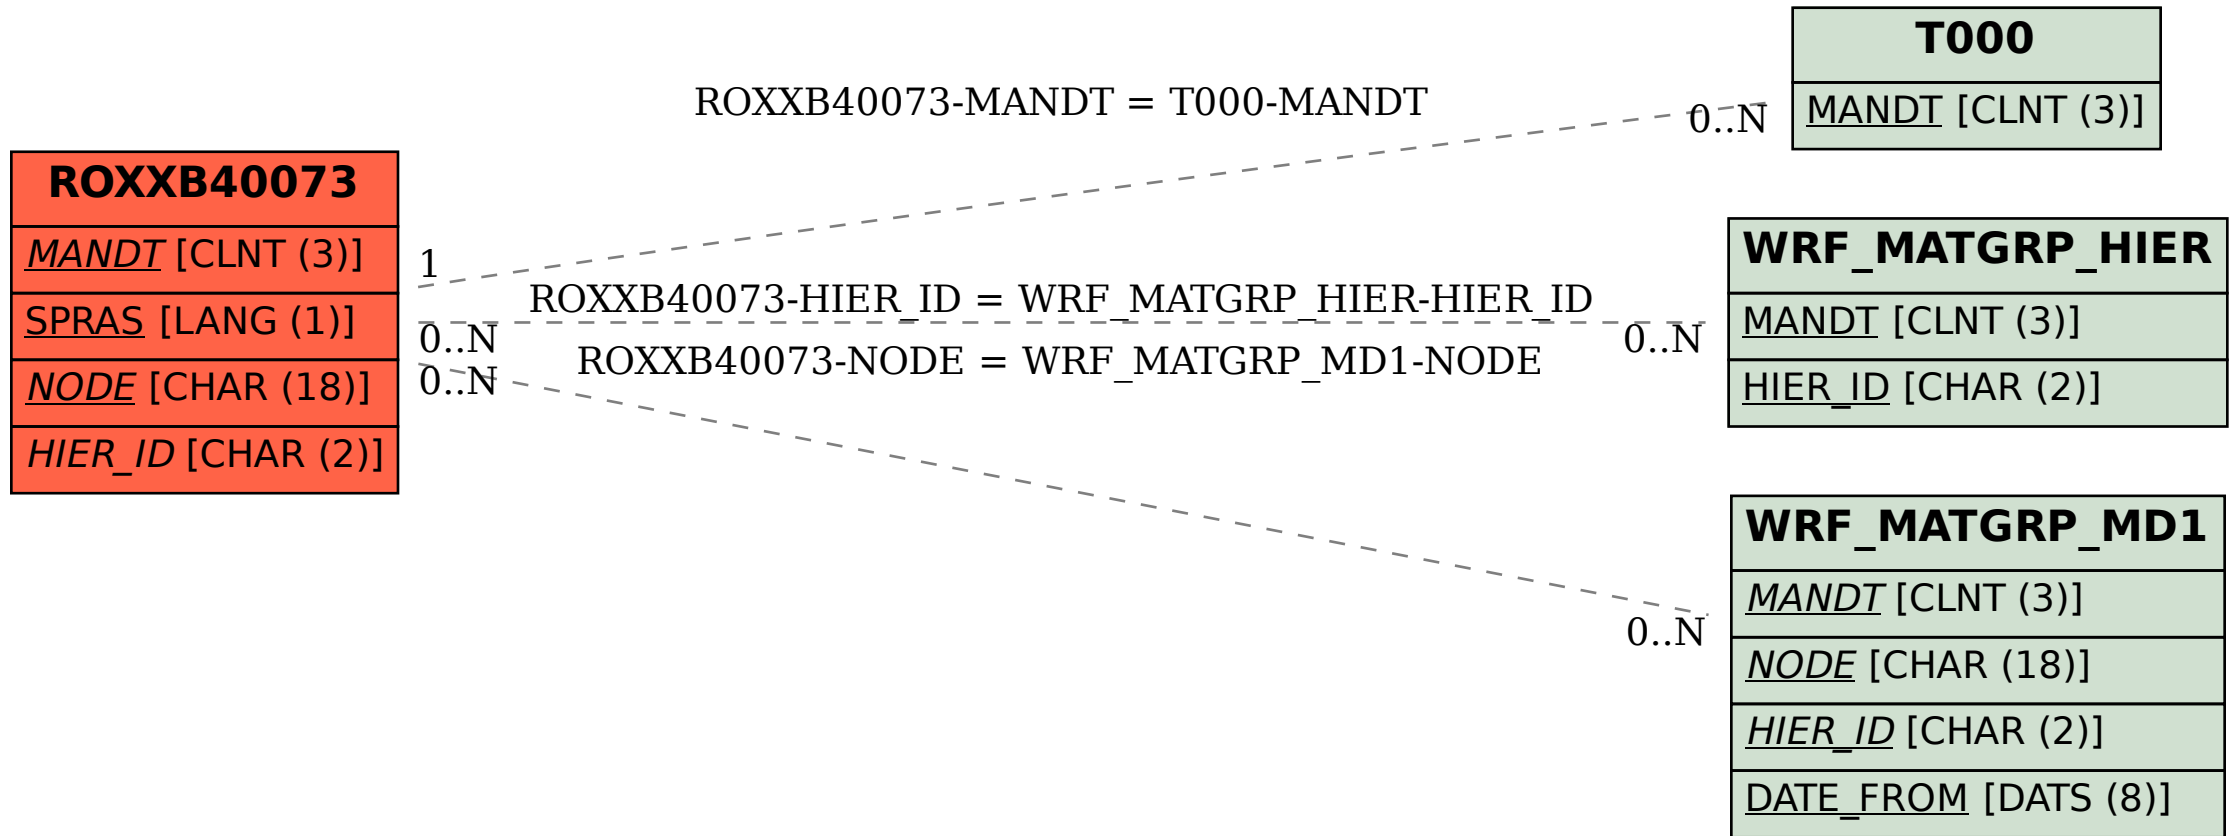 ROXXB40073
MANDT [CLNT (3)]
SPRAS [LANG (1)]
NODE [CHAR (18)]
HIER_ID [CHAR (2)]
ROXXB40073-MANDT = T000-MANDT
1
0..N
ROXXB40073-HIER_ID = WRF_MATGRP_HIER-HIER_ID
0..N
0..N
ROXXB40073-NODE = WRF_MATGRP_MD1-NODE
0..N
0..N
T000
MANDT [CLNT (3)]
WRF_MATGRP_HIER
MANDT [CLNT (3)]
HIER_ID [CHAR (2)]
WRF_MATGRP_MD1
MANDT [CLNT (3)]
NODE [CHAR (18)]
HIER_ID [CHAR (2)]
DATE_FROM [DATS (8)]